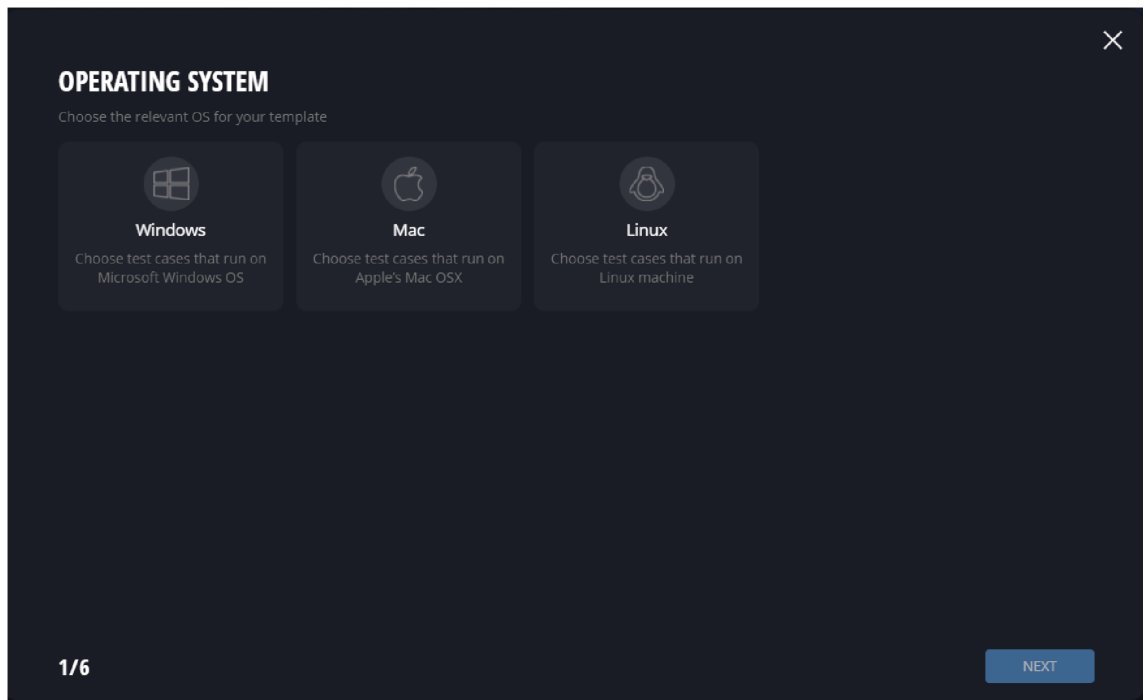 OPERATING SYSTEM
Choose the relevant OS for your template
Windows
Choose test cases that run on
Microsoft Windows OS
Mac
Choose test cases that run on
Apple's Mac OSX
Linux
Choose test cases that run on
Linux machine
1/6
NEXT